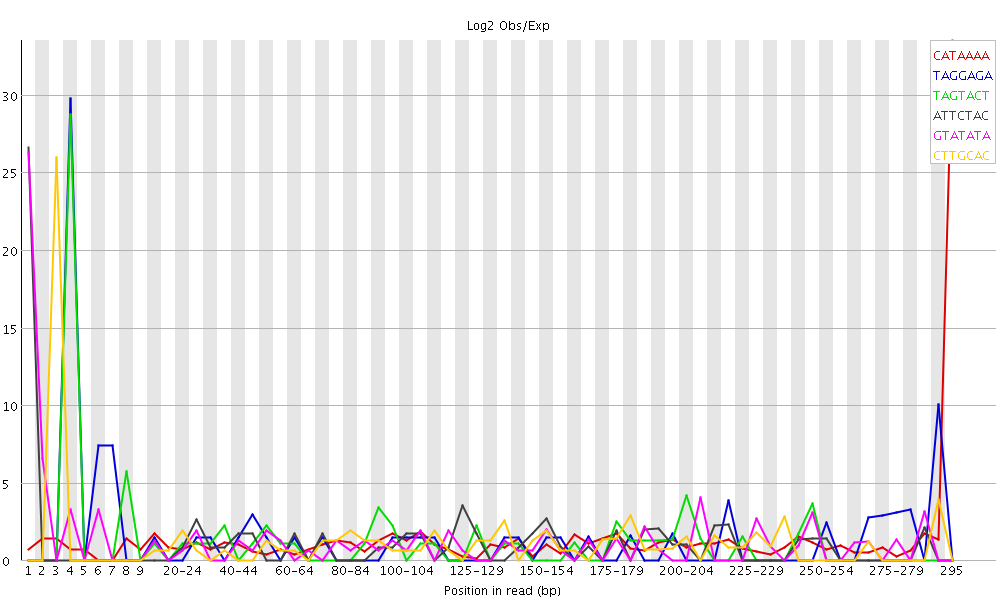 Log2 Obs/Exp
CATAAAA
TAGGAGA
TAGTACT
ATTCTAC
GTATATA
CTTGCAC
30
25
20
15
10
5
0
1 2 3 4 5 6 7 8 9 20-24 40-44 60-64 80-84 100-104 125-129 150-154 175-179 200-204 225-229 250-254 275-279 295
Position in read (bp)